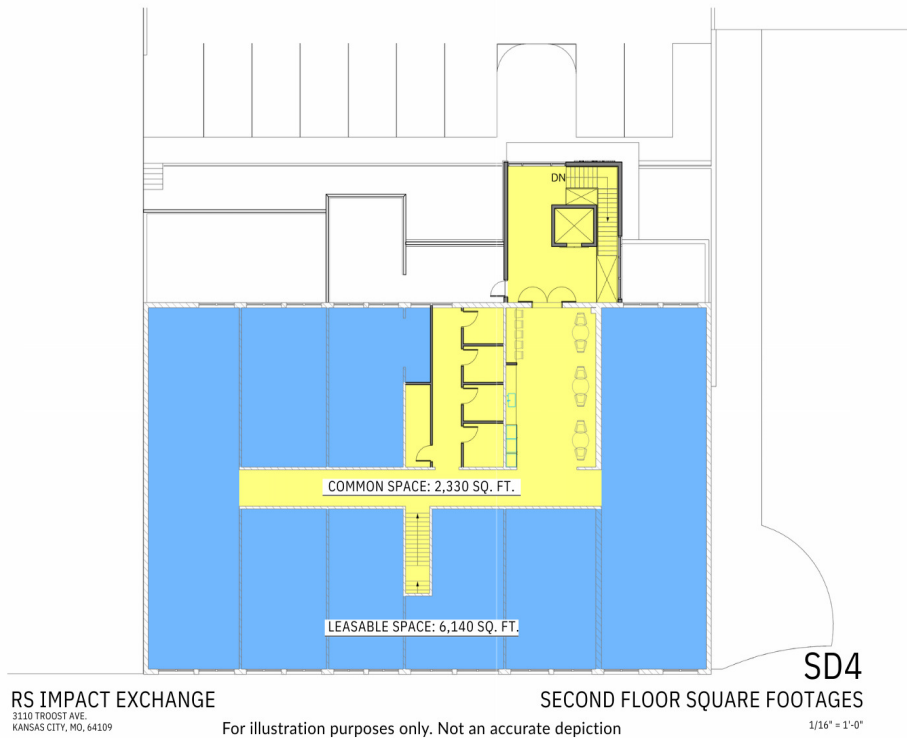 DN
COMMON SPACE: 2,330 SQ. FT.
LEASABLE SPACE: 6,140 SQ. FT.
SD4
RS IMPACT EXCHANGE
SECOND FLOOR SQUARE FOOTAGES
3110 TROOST AVE.
KANSAS CITY, MO, 64109
For illustration purposes only. Not an accurate depiction
1/16" = 1'-0"